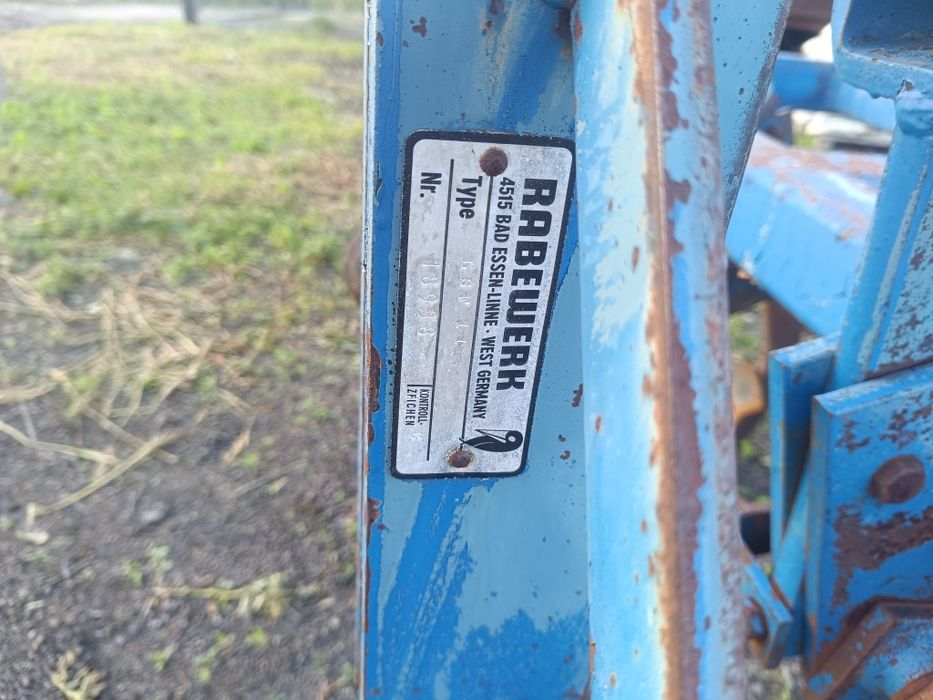 RABEWERK
4515 BAD ESSEN-LINNE · WEST GERMANY
Type
Nr.
KONTROLL-
ZEICHEN